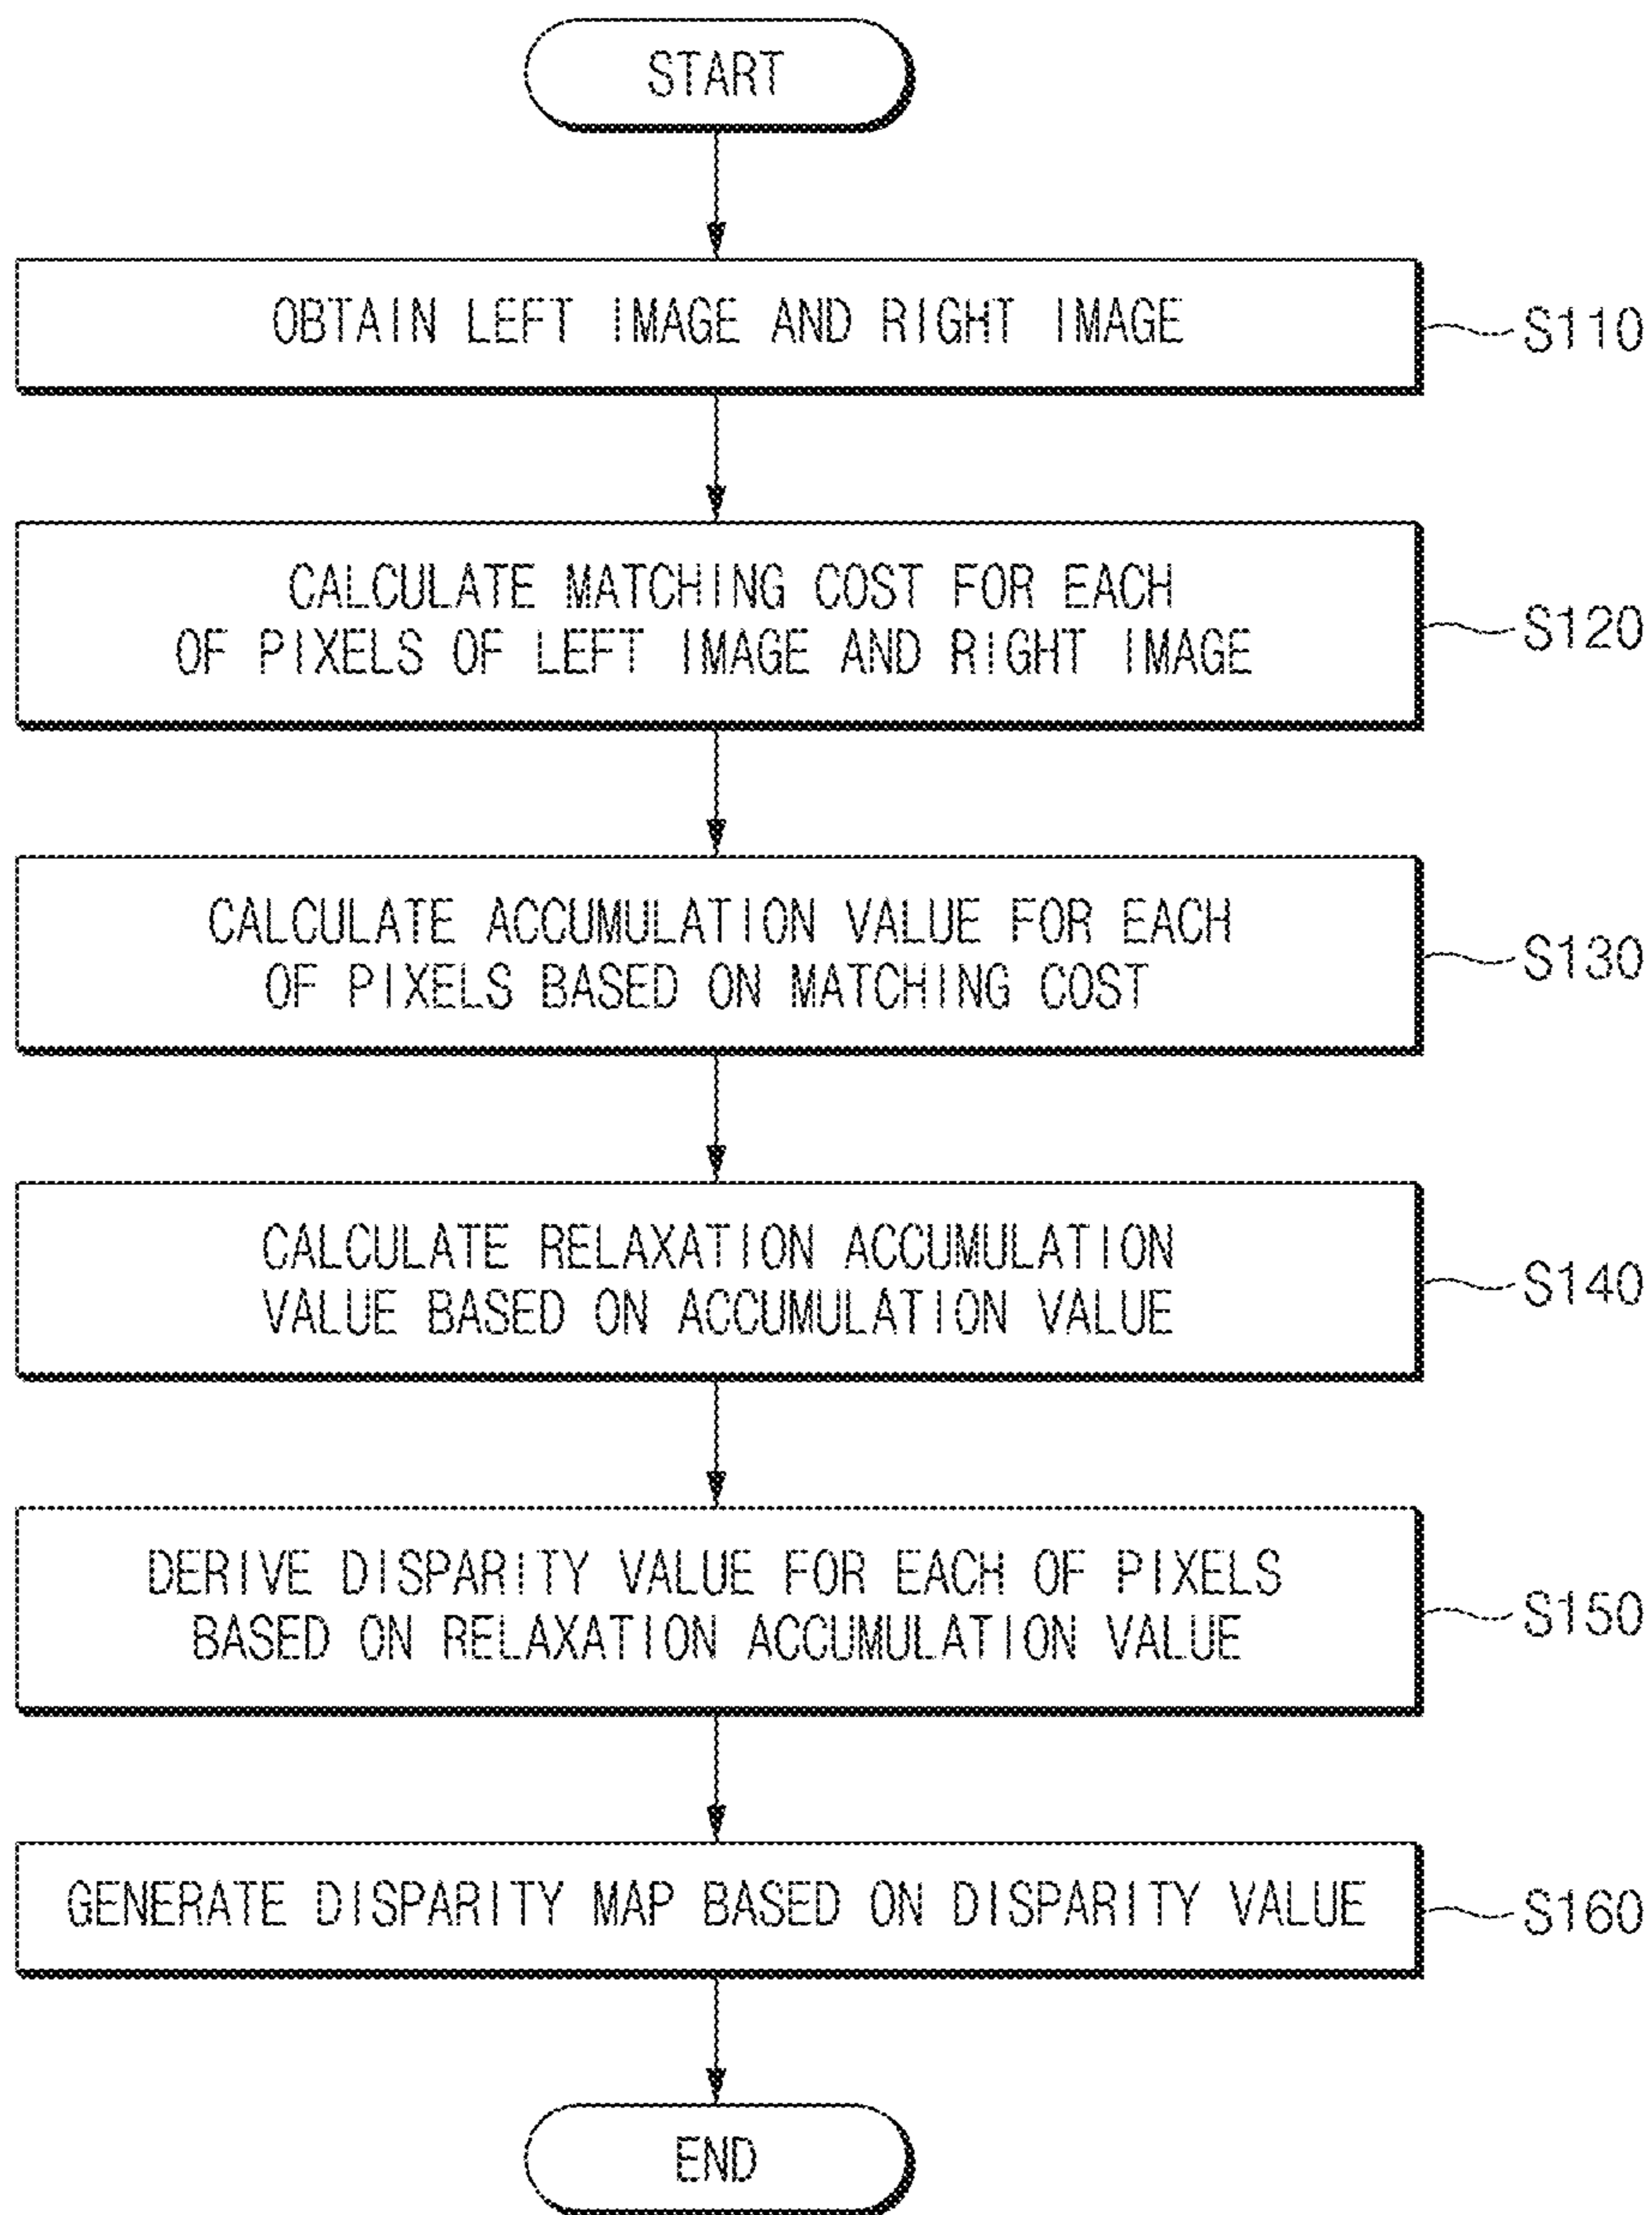 START
OBTAIN LEFT IMAGE AND RIGHT IMAGE
S110
CALCULATE MATCHING COST FOR EACH
OF PIXELS OF LEFT IMAGE AND RIGHT IMAGE
S120
CALCULATE ACCUMULATION VALUE FOR EACH
OF PIXELS BASED ON MATCHING COST
S130
CALCULATE RELAXATION ACCUMULATION
VALUE BASED ON ACCUMULATION VALUE
S140
DERIVE DISPARITY VALUE FOR EACH OF PIXELS
BASED ON RELAXATION ACCUMULATION VALUE
S150
GENERATE DISPARITY MAP BASED ON DISPARITY VALUE
S160
END